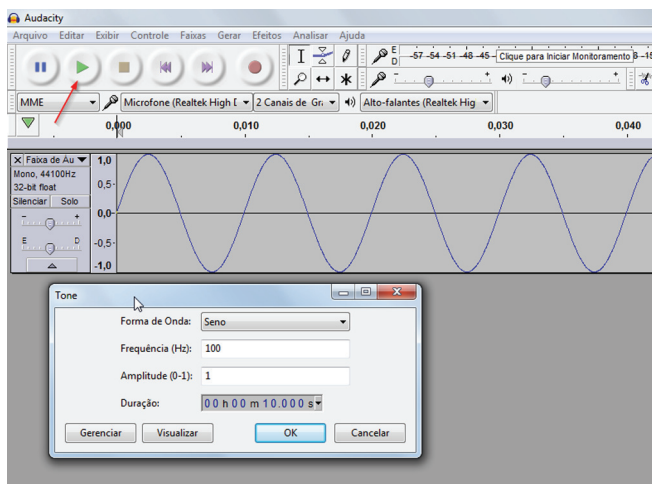 Audacity
Arquivo Editar Exibir Controle Faixas Gerar Efeitos Analisar Ajuda
E D -57 -54 -51 -48 -45 - Clique para Iniciar Monitoramento
MME Microfone (Realtek High 2 Canais de Gr Alto-falantes (Realtek Hig
0,000 0,010 0,020 0,030 0,040
X Faixa de Áu 1,0
Mono, 44100Hz
32-bit float 0,5
Silenciar Solo
- + 0,0
E D -0,5
-1,0
Tone
Forma de Onda: Seno
Frequência (Hz): 100
Amplitude (0-1): 1
Duração: 00 h 00 m 10.000 s
Gerenciar Visualizar OK Cancelar